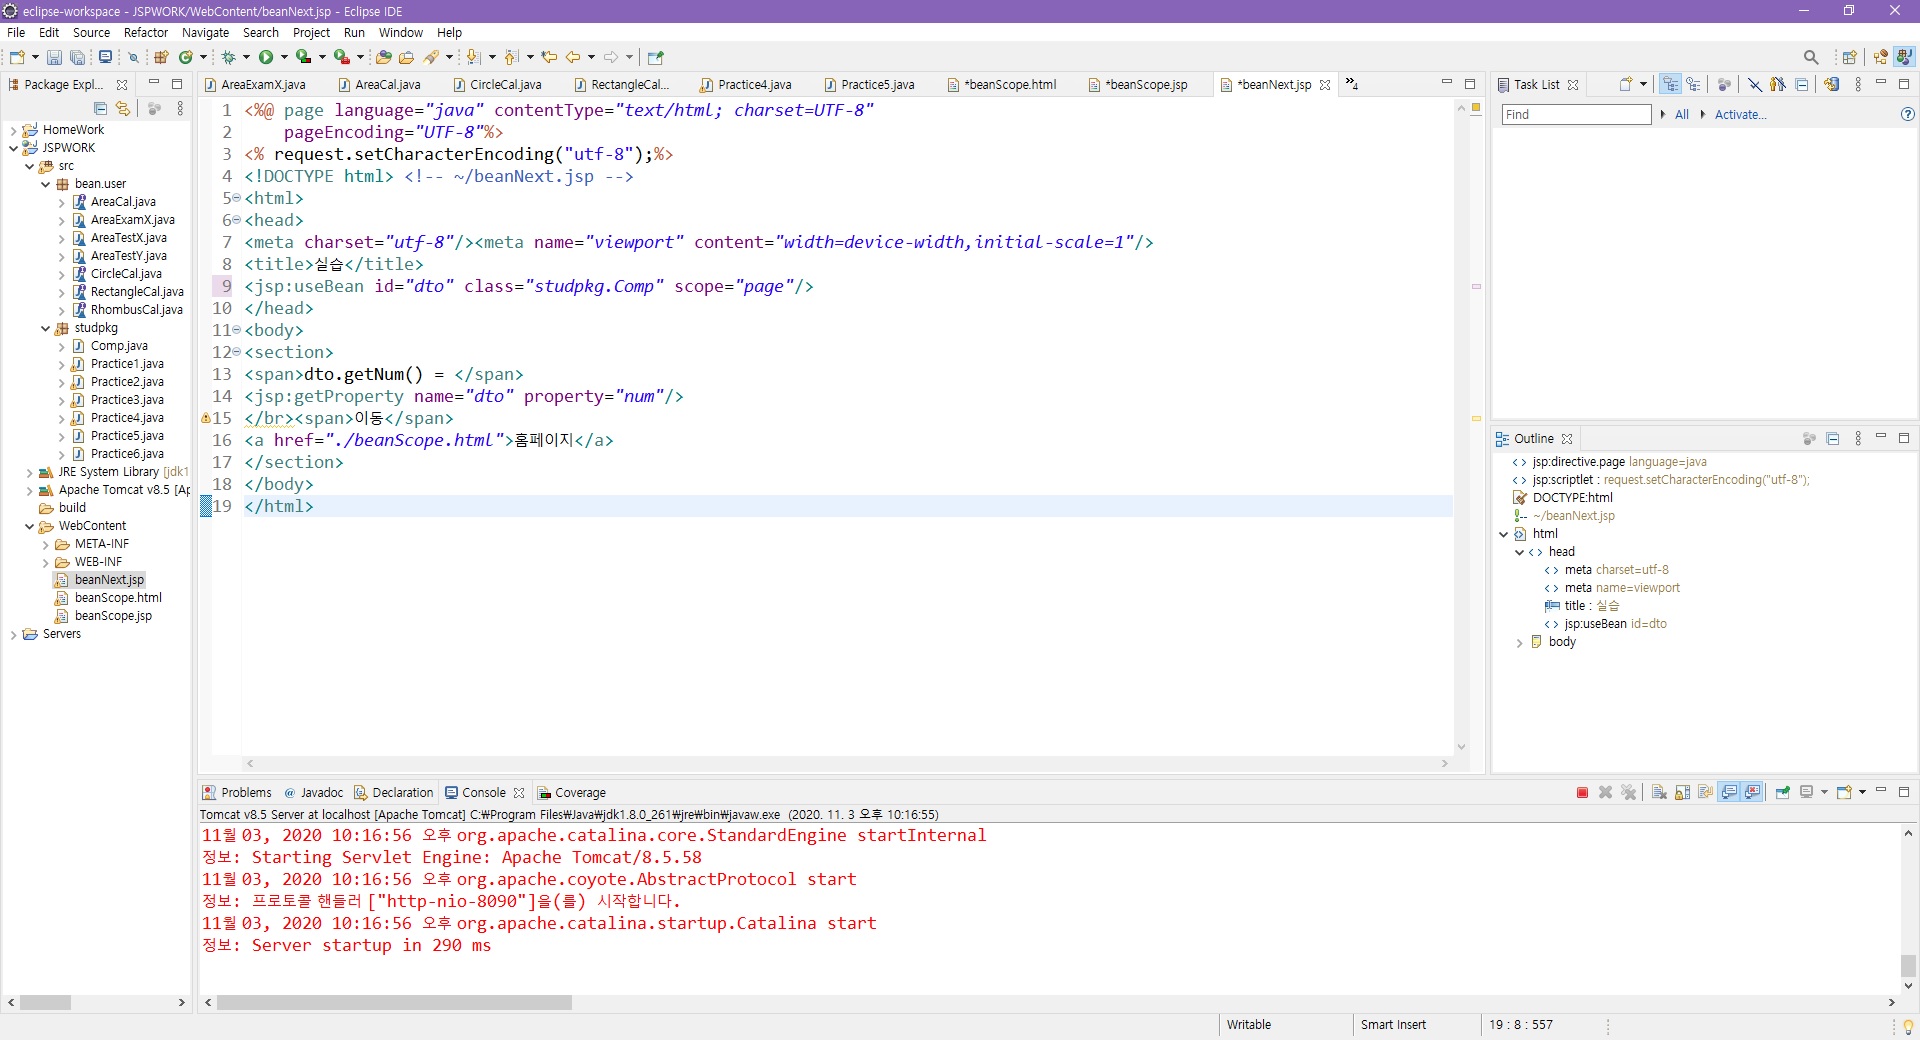 eclipse-workspace - JSPWORK/WebContent/beanNext.jsp - Eclipse IDE
File Edit Source Refactor Navigate Search Project Run Window Help
Package Expl...
AreaExamX.java AreaCal.java CircleCal.java RectangleCal... Practice4.java Practice5.java *beanScope.html *beanScope.jsp *beanNext.jsp »4
HomeWork
JSPWORK
src
bean.user
AreaCal.java
AreaExamX.java
AreaTestX.java
AreaTestY.java
CircleCal.java
RectangleCal.java
RhombusCal.java
studpkg
Comp.java
Practice1.java
Practice2.java
Practice3.java
Practice4.java
Practice5.java
Practice6.java
JRE System Library [jdk1
Apache Tomcat v8.5 [Ap
build
WebContent
META-INF
WEB-INF
beanNext.jsp
beanScope.html
beanScope.jsp
Servers
1 <%@ page language="java" contentType="text/html; charset=UTF-8"
2     pageEncoding="UTF-8"%>
3 <% request.setCharacterEncoding("utf-8");%>
4 <!DOCTYPE html> <!-- ~/beanNext.jsp -->
5 <html>
6 <head>
7 <meta charset="utf-8"/><meta name="viewport" content="width=device-width,initial-scale=1"/>
8 <title>실습</title>
9 <jsp:useBean id="dto" class="studpkg.Comp" scope="page"/>
10 </head>
11 <body>
12 <section>
13 <span>dto.getNum() = </span>
14 <jsp:getProperty name="dto" property="num"/>
15 </br><span>이동</span>
16 <a href="./beanScope.html">홈페이지</a>
17 </section>
18 </body>
19 </html>
Task List
Find All Activate...
Outline
jsp:directive.page language=java
jsp:scriptlet : request.setCharacterEncoding("utf-8");
DOCTYPE:html
~/beanNext.jsp
html
head
meta charset=utf-8
meta name=viewport
title : 실습
jsp:useBean id=dto
body
Problems Javadoc Declaration Console Coverage
Tomcat v8.5 Server at localhost [Apache Tomcat] C:₩Program Files₩Java₩jdk1.8.0_261₩jre₩bin₩javaw.exe (2020. 11. 3 오후 10:16:55)
11월 03, 2020 10:16:56 오후 org.apache.catalina.core.StandardEngine startInternal
정보: Starting Servlet Engine: Apache Tomcat/8.5.58
11월 03, 2020 10:16:56 오후 org.apache.coyote.AbstractProtocol start
정보: 프로토콜 핸들러 ["http-nio-8090"]을(를) 시작합니다.
11월 03, 2020 10:16:56 오후 org.apache.catalina.startup.Catalina start
정보: Server startup in 290 ms
Writable Smart Insert 19 : 8 : 557